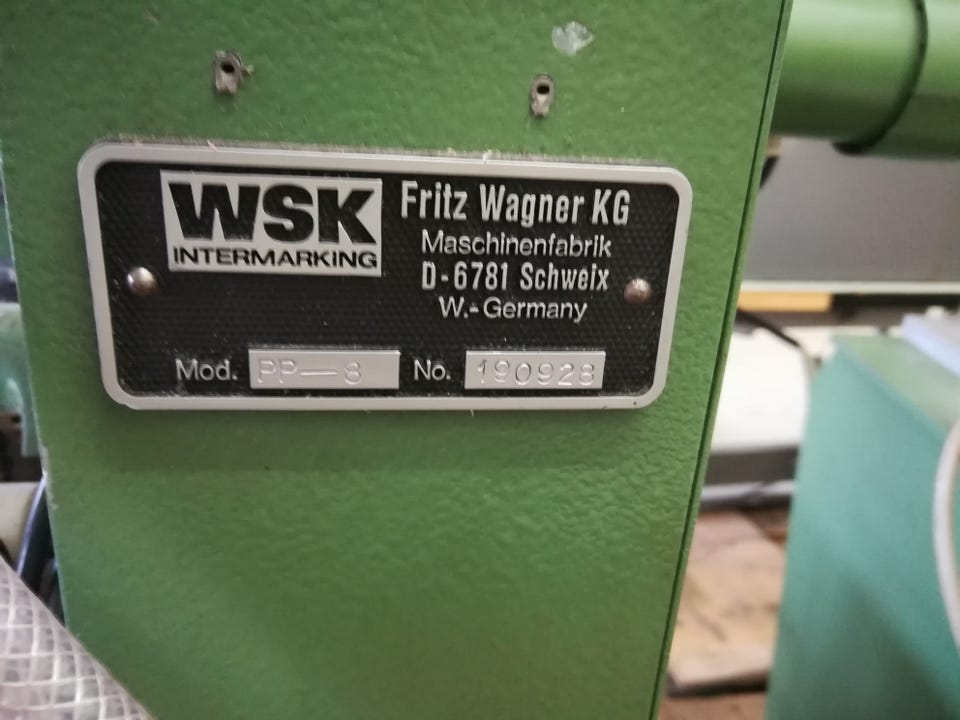 WSK
INTERMARKING
Fritz Wagner KG
Maschinenfabrik
D-6781 Schweix
W.-Germany
Mod. PP-8 No. 190928